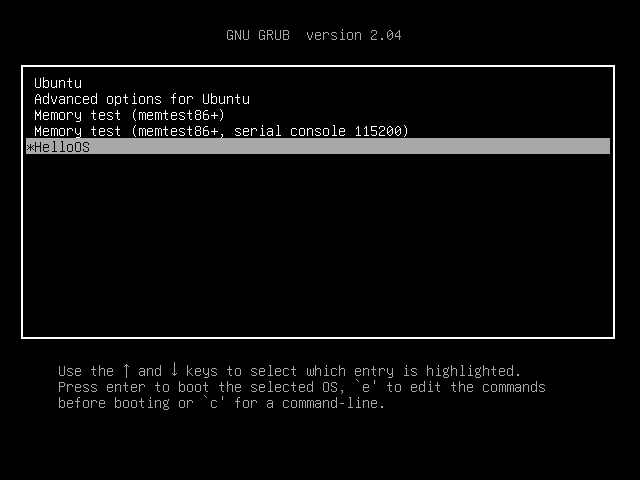 GNU GRUB  version 2.04
Ubuntu
Advanced options for Ubuntu
Memory test (memtest86+)
Memory test (memtest86+, serial console 115200)
*HelloOS
Use the ↑ and ↓ keys to select which entry is highlighted.
Press enter to boot the selected OS, `e' to edit the commands
before booting or `c' for a command-line.